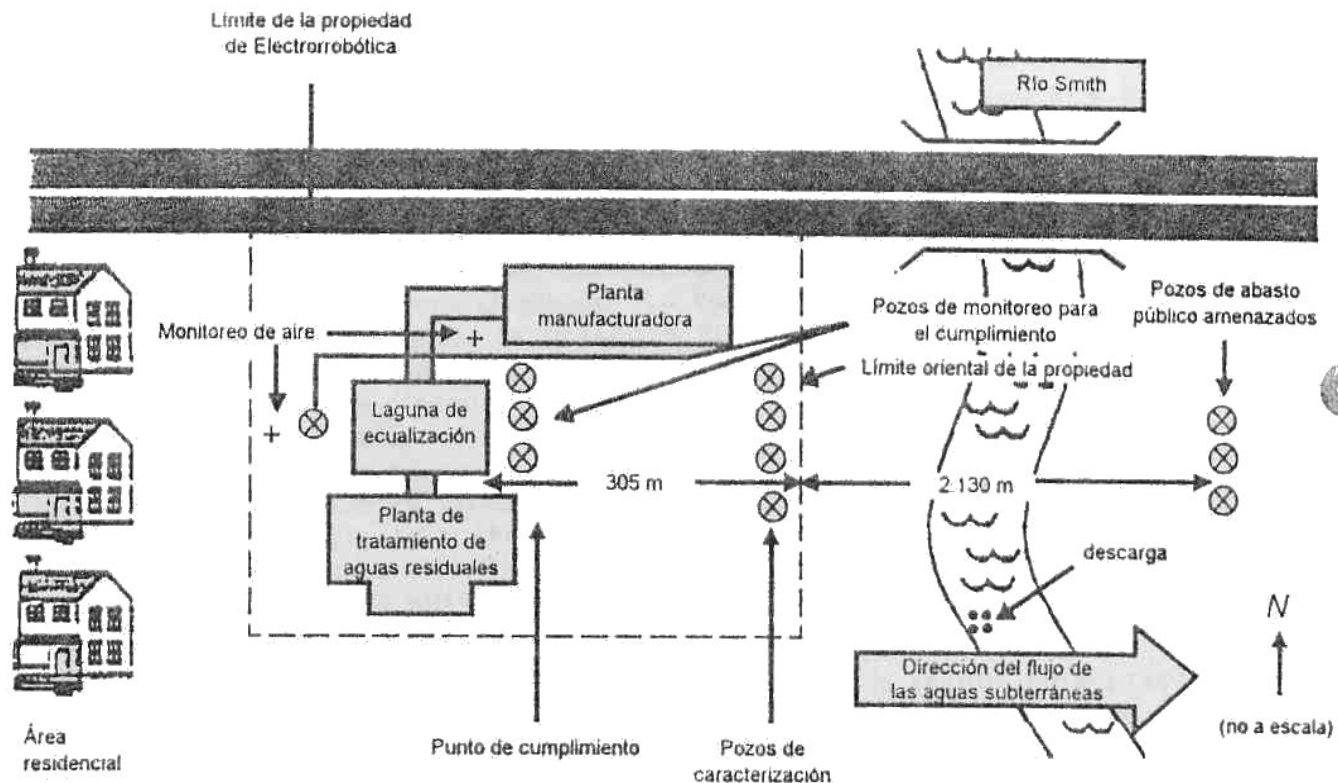 Límite de la propiedad
de Electrorrobótica
Río Smith
Planta
manufacturadora
Monitoreo de aire
+
Pozos de monitoreo para
el cumplimiento
Pozos de abasto
público amenazados
Límite oriental de la propiedad
Laguna de
ecualización
+
305 m
2.130 m
Planta de
tratamiento de
aguas residuales
descarga
N
Dirección del flujo de
las aguas subterráneas
(no a escala)
Área
residencial
Punto de cumplimiento
Pozos de
caracterización